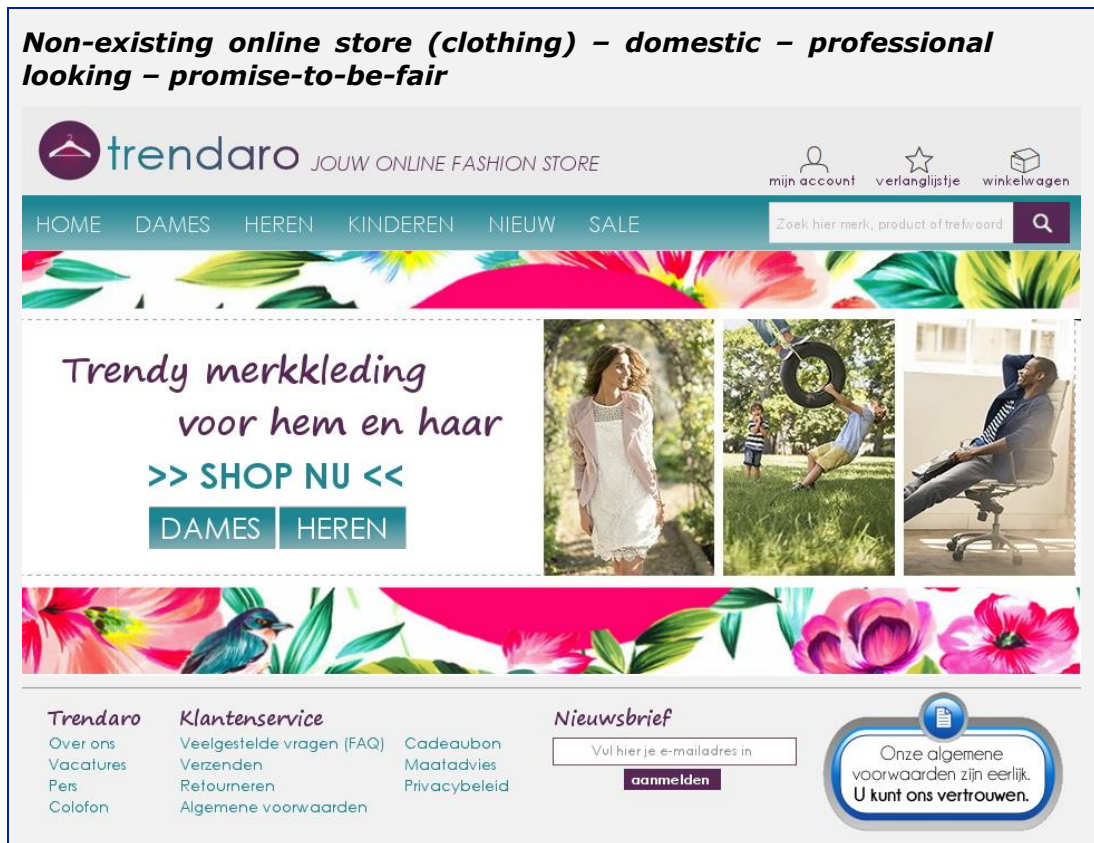 Non-existing online store (clothing) – domestic – professional
looking – promise-to-be-fair
trendaro JOUW ONLINE FASHION STORE
mijn account verlanglijstje winkelwagen
HOME DAMES HEREN KINDEREN NIEUW SALE
Zoek hier merk, product of trefwoord
Trendy merkkleding
voor hem en haar
>> SHOP NU <<
DAMES HEREN
Trendaro
Over ons
Vacatures
Pers
Colofon
Klantenservice
Veelgestelde vragen (FAQ)
Verzenden
Retourneren
Algemene voorwaarden
Cadeaubon
Maatadvies
Privacybeleid
Nieuwsbrief
Vul hier je e-mailadres in
aanmelden
Onze algemene
voorwaarden zijn eerlijk.
U kunt ons vertrouwen.